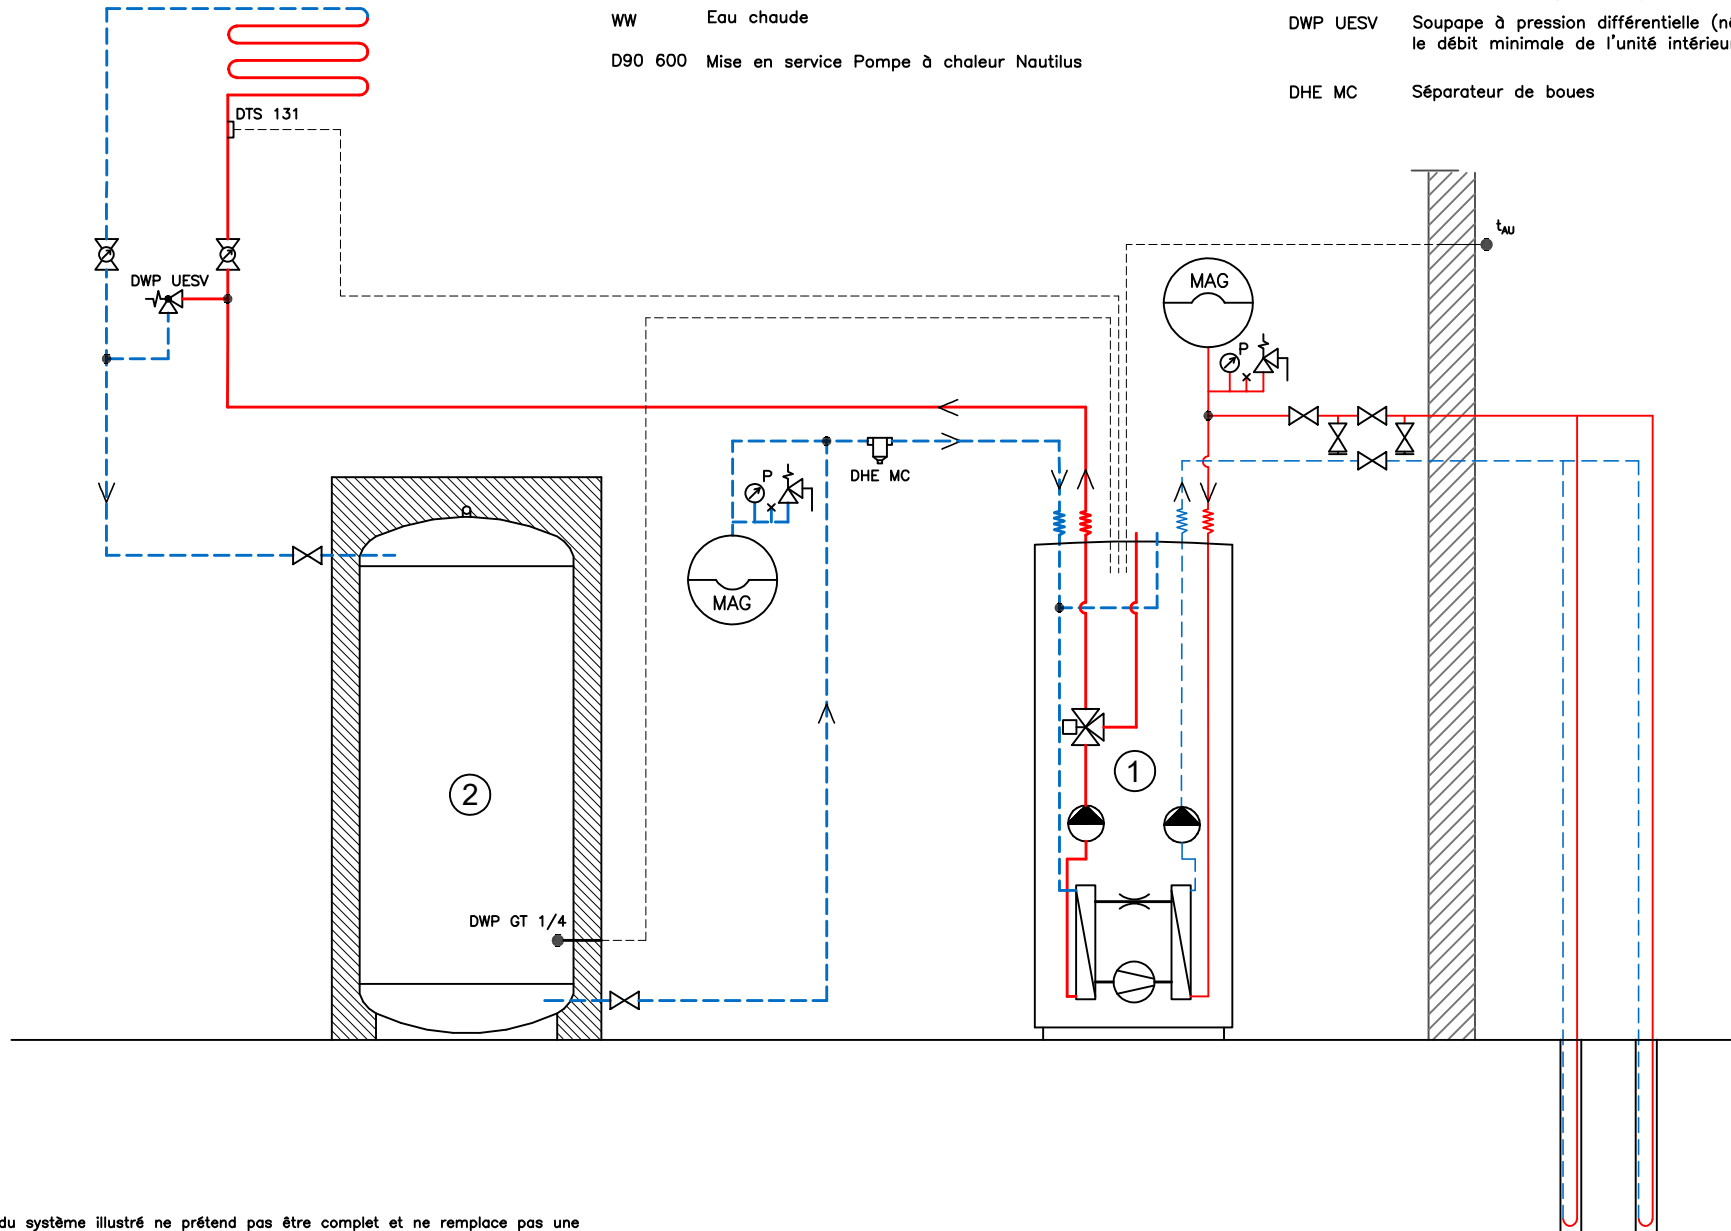 WW Eau chaude
D90 600 Mise en service Pompe à chaleur Nautilus
DWP UESV Soupape à pression différentielle
le débit minimale de l'unité
DHE MC Séparateur de boues
DTS 131
tAU
DWP UESV
MAG
P
P
DHE MC
MAG
1
2
DWP GT 1/4
du système illustré ne prétend pas être complet et ne remplace pas une